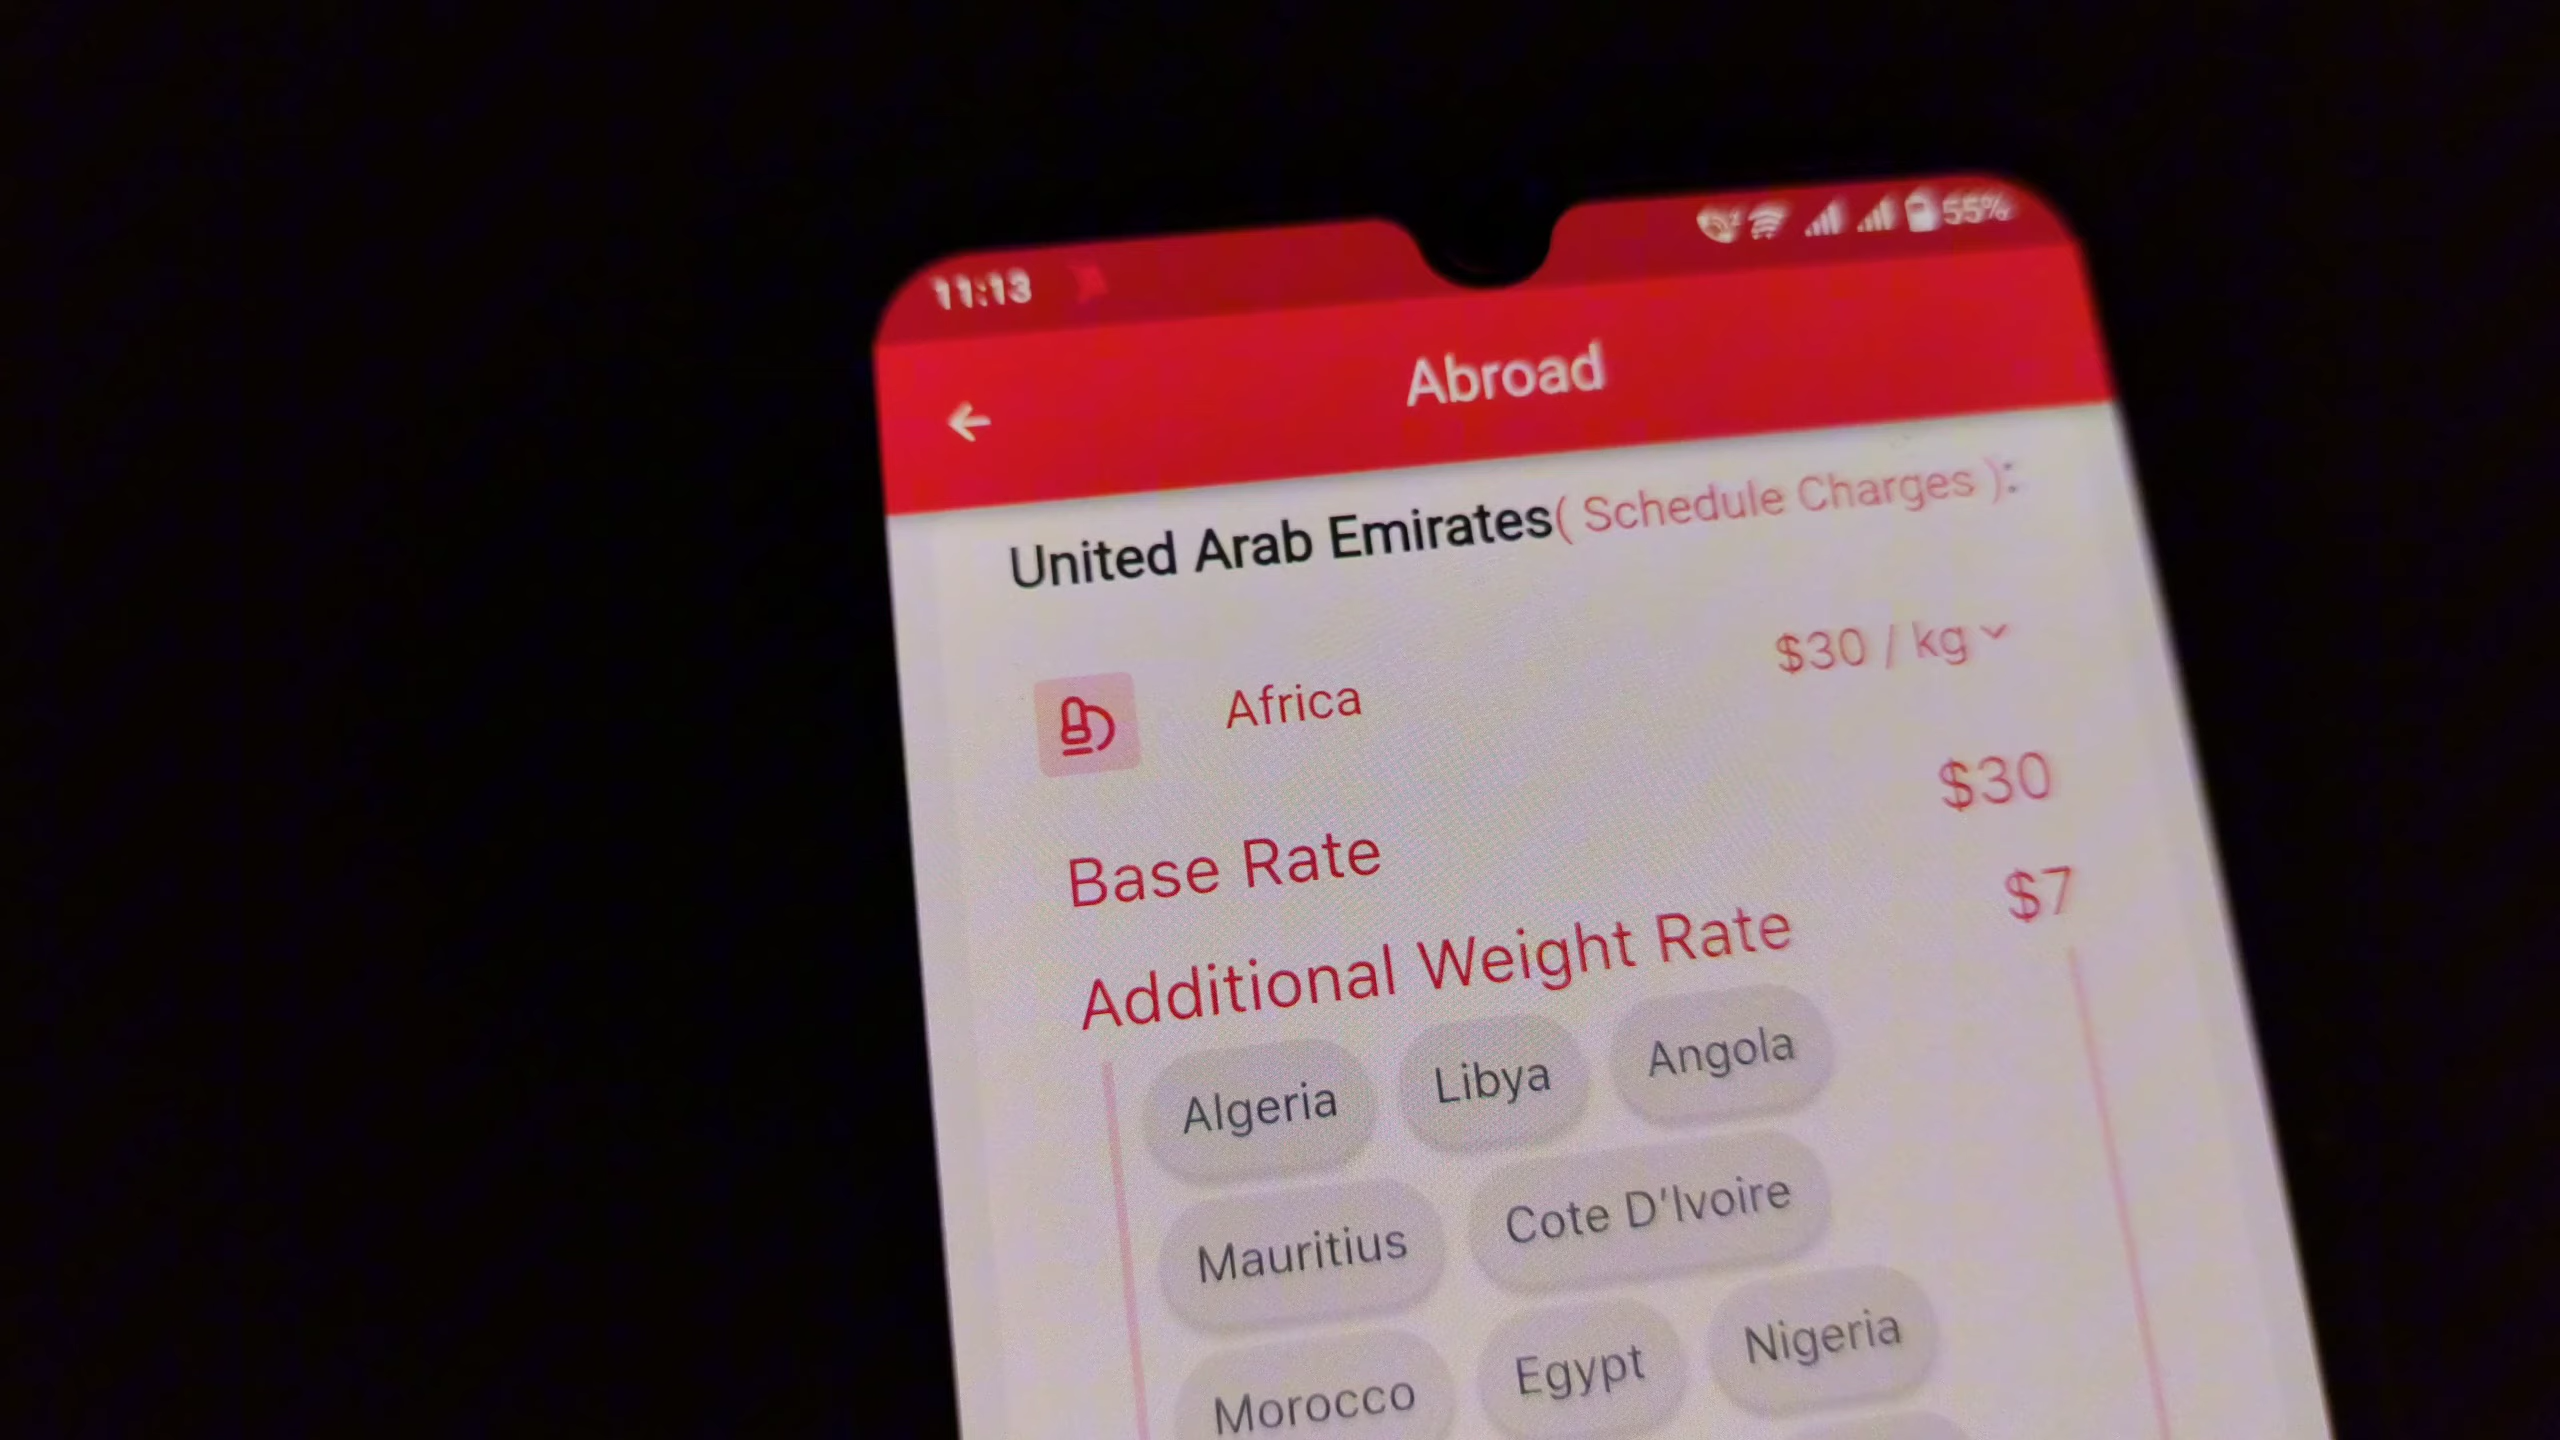 11:13 55%
Abroad
United Arab Emirates( Schedule Charges ):
Africa $30 / kg
Base Rate $30
Additional Weight Rate $7
Algeria Libya Angola
Mauritius Cote D'Ivoire
Morocco Egypt Nigeria